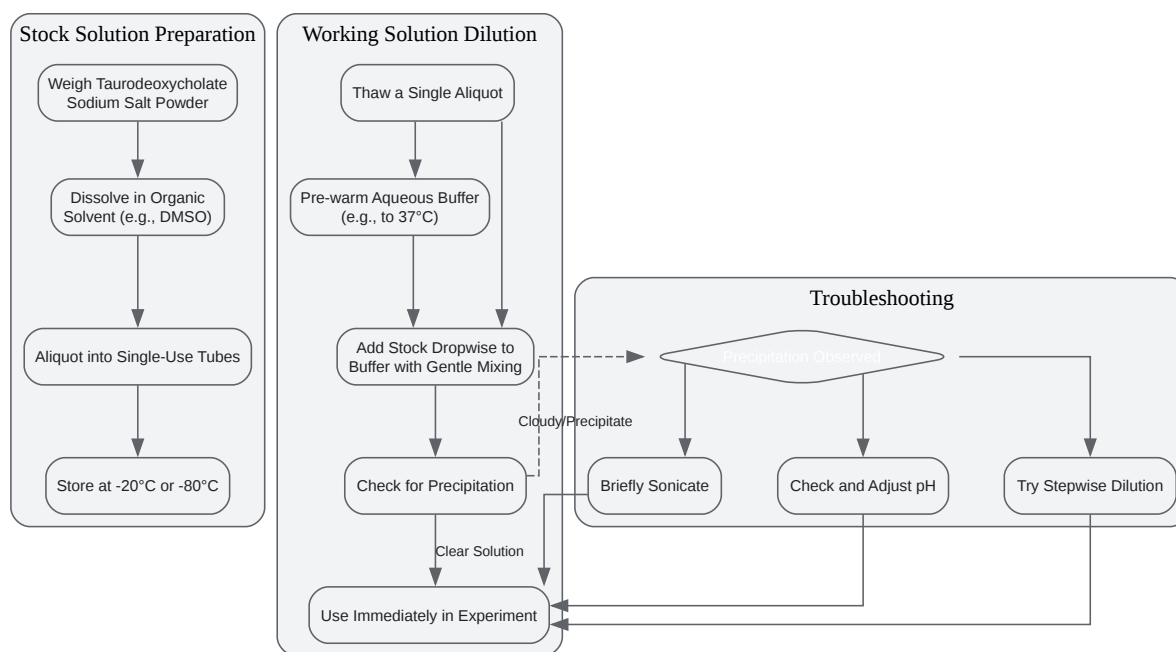 Stock Solution Preparation
Weigh Taurodeoxycholate
Sodium Salt Powder
Dissolve in Organic
Solvent (e.g., DMSO)
Aliquot into Single-Use Tubes
Store at -20°C or -80°C
Working Solution Dilution
Thaw a Single Aliquot
Pre-warm Aqueous Buffer
(e.g., to 37°C)
Add Stock Dropwise to
Buffer with Gentle Mixing
Cloudy/Precipitate
Check for Precipitation
Clear Solution
Use Immediately in Experiment
Troubleshooting
Precipitation Observed
Briefly Sonicate
Check and Adjust pH
Try Stepwise Dilution